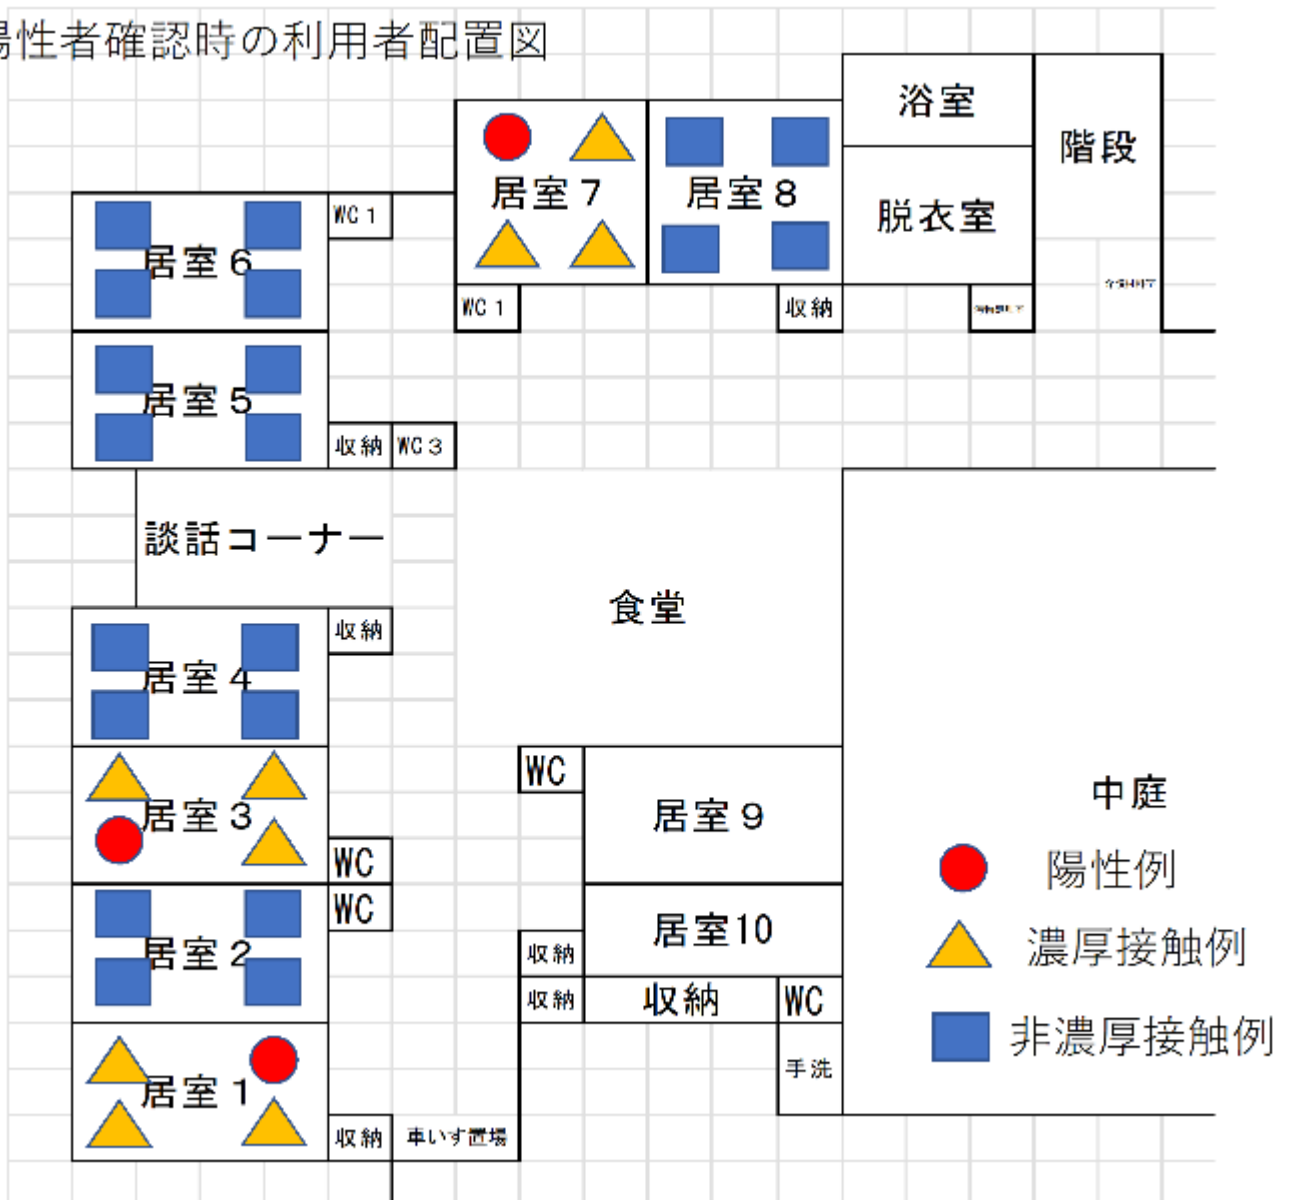 性者確認時の利用者配置図
浴室
階段
居室7
居室8
脱衣室
WC1
居室6
WC1
収納
居室5
収納
WC3
談話コーナー
食堂
収納
居室4
WC
居室3
居室9
中庭
WC
陽性例
WC
居室10
濃厚接触例
居室2
収納
収納
収納
WC
非濃厚接触例
手洗
居室1
収納
車いす置場